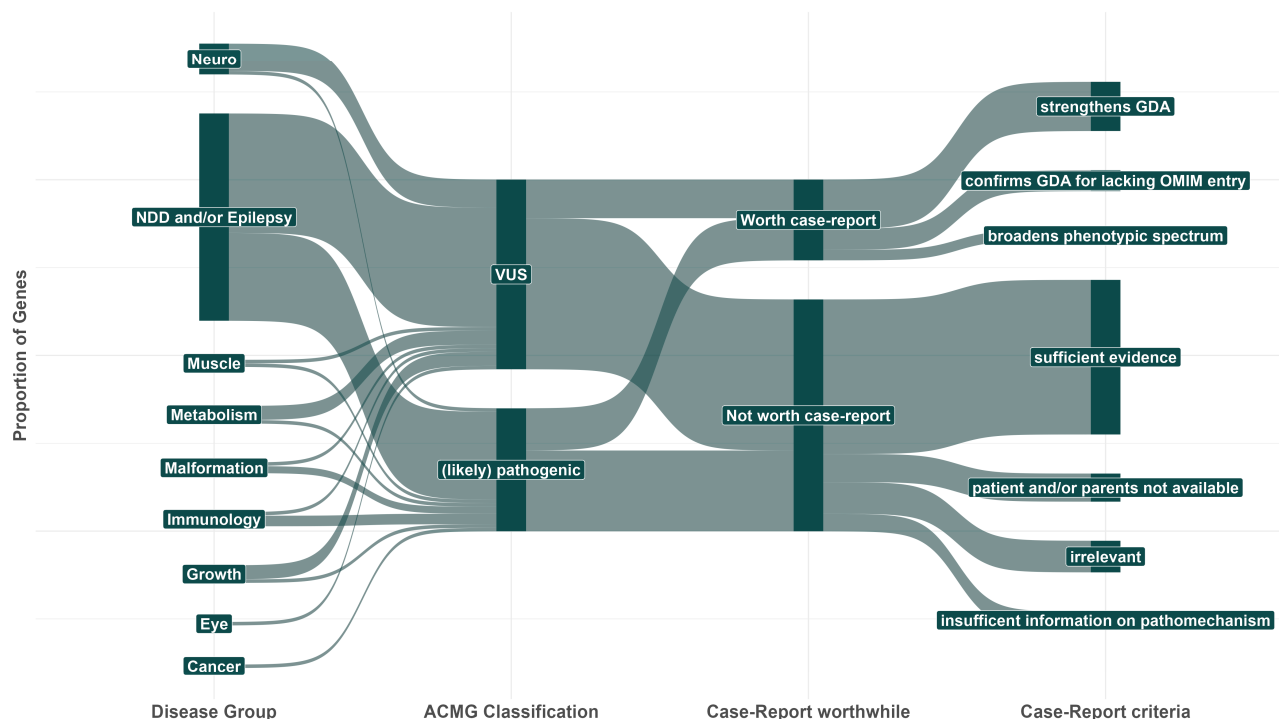 Proportion of Genes
Neuro
NDD and/or Epilepsy
Muscle
Metabolism
Malformation
Immunology
Growth
Eye
Cancer
VUS
(likely) pathogenic
Worth case-report
Not worth case-report
strengthens GDA
confirms GDA for lacking OMIM entry
broadens phenotypic spectrum
sufficient evidence
patient and/or parents not available
irrelevant
insufficent information on pathomechanism
Disease Group
ACMG Classification
Case-Report worthwhile
Case-Report criteria